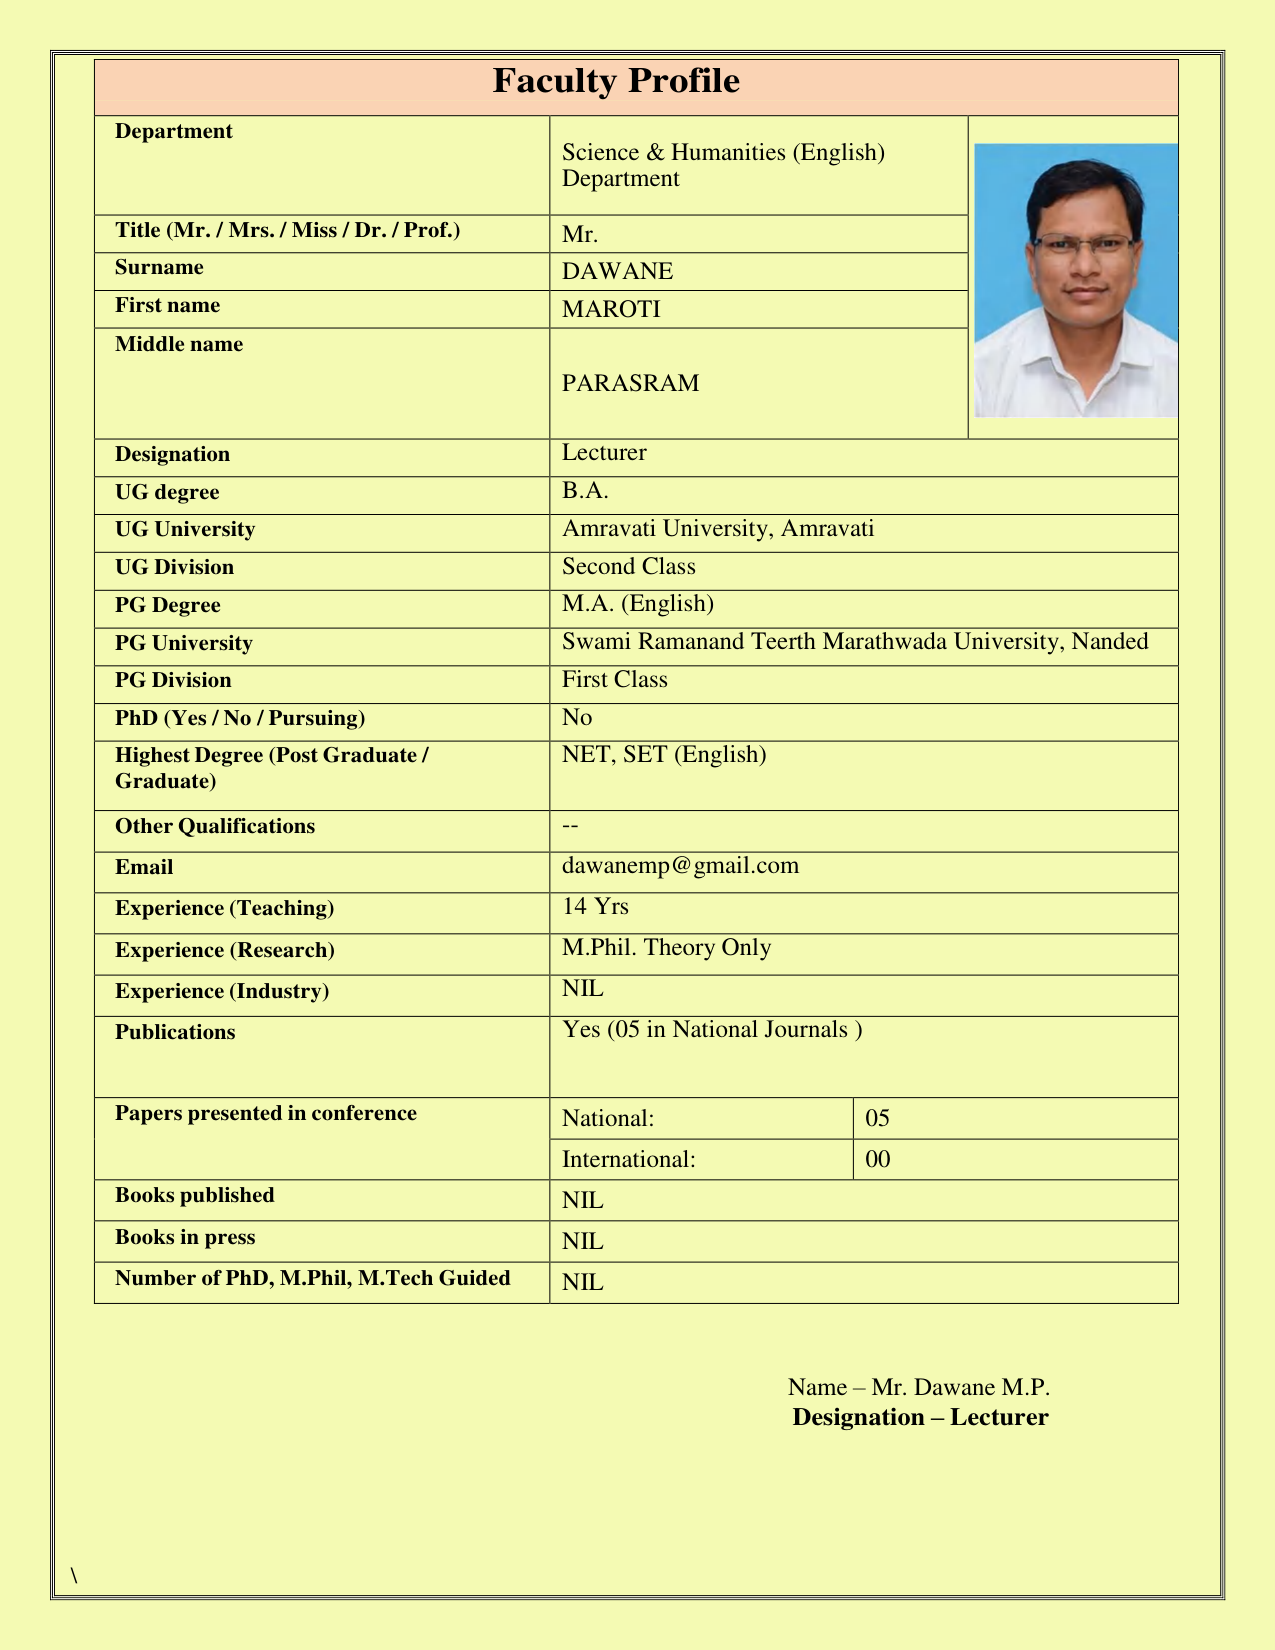 Faculty Profile
Department
Science & Humanities (English)
Department
Title (Mr. / Mrs. / Miss / Dr. / Prof.)
Mr.
Surname
DAWANE
First name
MAROTI
Middle name
PARASRAM
Designation
Lecturer
UG degree
B.A.
UG University
Amravati University, Amravati
UG Division
Second Class
PG Degree
M.A. (English)
PG University
Swami Ramanand Teerth Marathwada University, Nanded
PG Division
First Class
PhD (Yes / No / Pursuing)
No
Highest Degree (Post Graduate /
Graduate)
NET, SET (English)
Other Qualifications
--
Email
dawanemp@gmail.com
Experience (Teaching)
14 Yrs
Experience (Research)
M.Phil. Theory Only
Experience (Industry)
NIL
Publications
Yes (05 in National Journals )
Papers presented in conference
National:
05
International:
00
Books published
NIL
Books in press
NIL
Number of PhD, M.Phil, M.Tech Guided
NIL
Name – Mr. Dawane M.P.
Designation – Lecturer
\